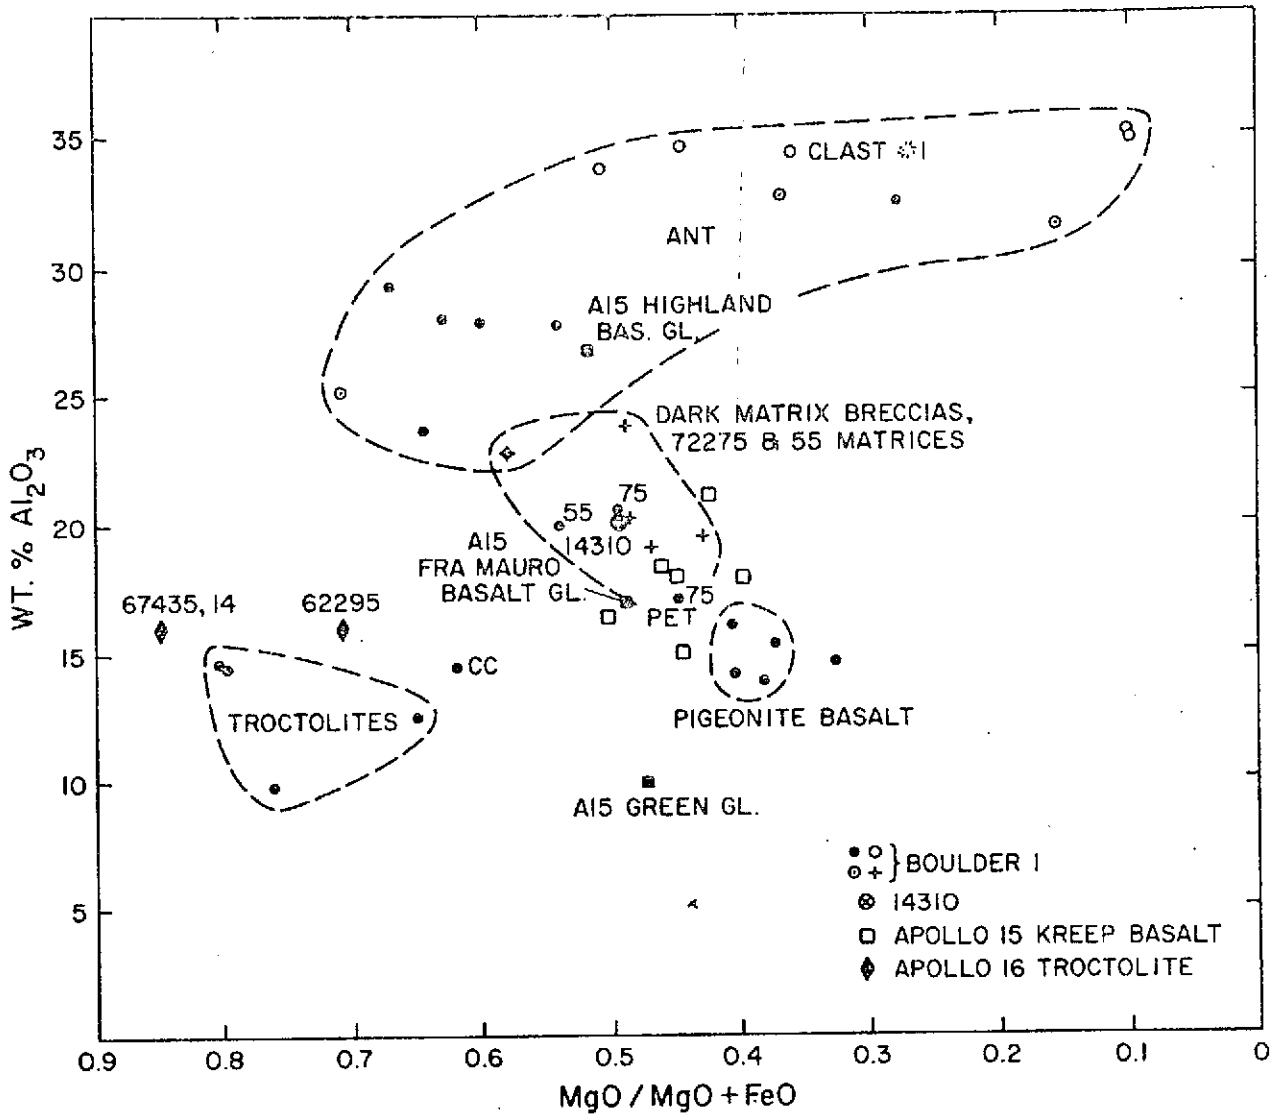 WT. % Al2O3
35
30
25
20
15
10
5
CLAST 1
ANT
A15 HIGHLAND
BAS. GL.
DARK MATRIX BRECCIAS,
72275 & 55 MATRICES
75
55
14310
A15
FRA MAURO
BASALT GL.
75
PET
67435,14
62295
CC
TROCTOLITES
PIGEONITE BASALT
A15 GREEN GL.
BOULDER 1
14310
APOLLO 15 KREEP BASALT
APOLLO 16 TROCTOLITE
0.9
0.8
0.7
0.6
0.5
0.4
0.3
0.2
0.1
0
MgO / MgO + FeO